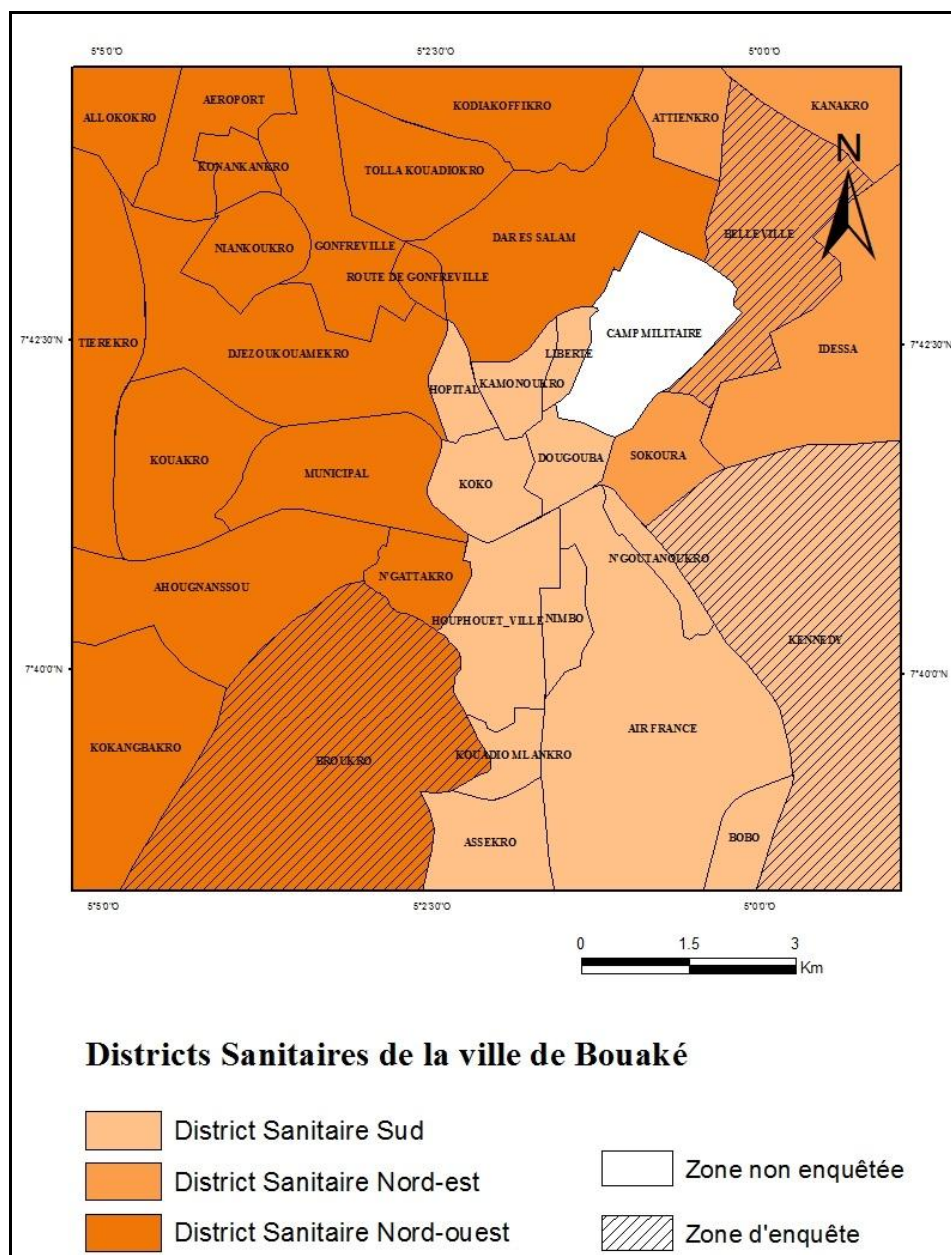 5°5'0"O 5°2'30"O 5°0'0"O
ALLOKOKRO
AEROPORT
KODIAKOFFIKRO
ATTIENKRO
KANAKRO
N
KONANKANKRO
TOLLA KOUADIOKRO
NIANKOUKRO
GONFREVILLE
DAR ES SALAM
BELLEVILLE
ROUTE DE GONFREVILLE
7°42'30"N
7°42'30"N
TIEREKRO
DJEZOUKOUAMEKRO
LIBERTE
CAMP MILITAIRE
IDESSA
HOPITAL
KAMONOUKRO
KOUAKRO
MUNICIPAL
KOKO
DOUGOUBA
SOKOURA
AHOUGNANSSOU
N'GATTAKRO
N'GOUTANOUKRO
HOUPHOUET_VILLE
NIMBO
KENNEDY
7°40'0"N
7°40'0"N
KOKANGBAKRO
BROUKRO
KOUADIO MLANKRO
AIR FRANCE
ASSEKRO
BOBO
5°5'0"O 5°2'30"O 5°0'0"O
0 1.5 3
Km
Districts Sanitaires de la ville de Bouaké
District Sanitaire Sud
District Sanitaire Nord-est
District Sanitaire Nord-ouest
Zone non enquêtée
Zone d'enquête